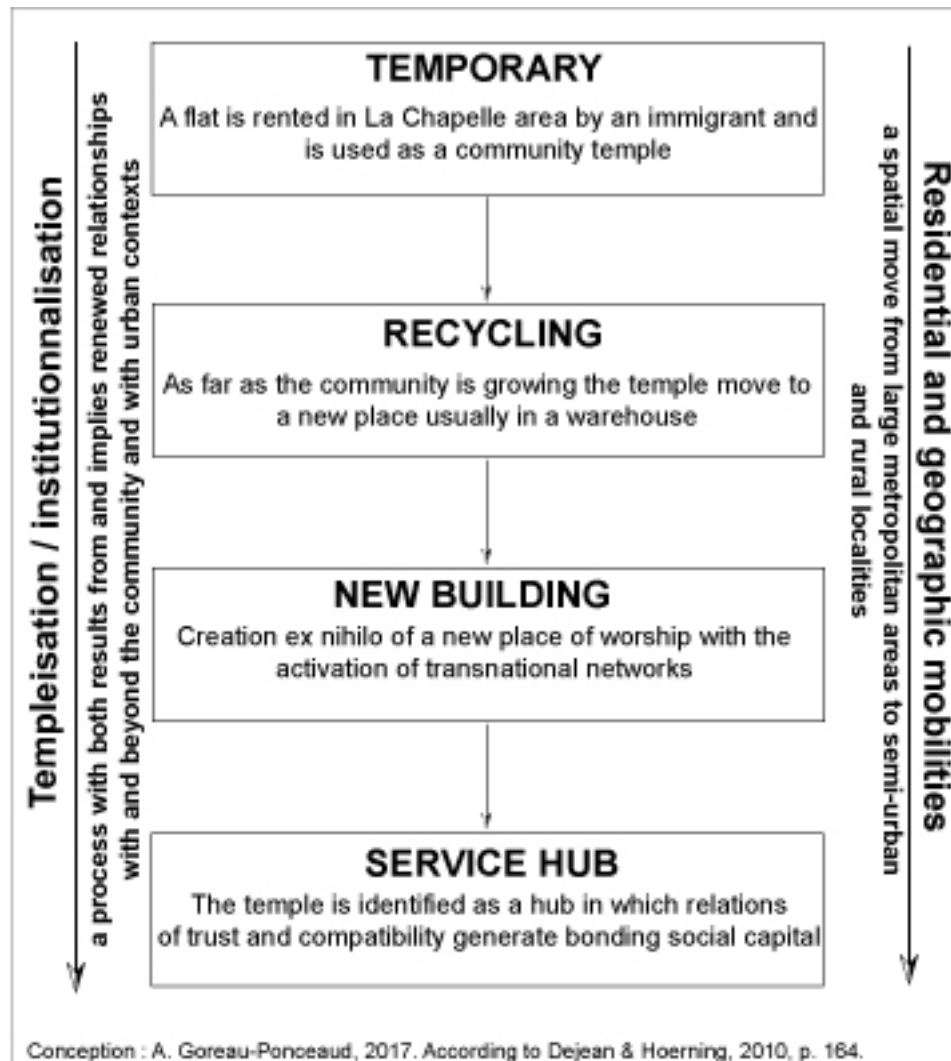 TEMPORARY
A flat is rented in La Chapelle area by an immigrant and
is used as a community temple
RECYCLING
As far as the community is growing the temple move to
a new place usually in a warehouse
NEW BUILDING
Creation ex nihilo of a new place of worship with the
activation of transnational networks
SERVICE HUB
The temple is identified as a hub in which relations
of trust and compatibility generate bonding social capital
Templeisation / institutionnalisation
a process with both results from and implies renewed relationships
with and beyond the community and with urban contexts
Residential and geographic mobilities
a spatial move from large metropolitan areas to semi-urban
and rural localities
Conception : A. Goreau-Ponceaud, 2017. According to Dejean & Hoerning, 2010, p. 164.